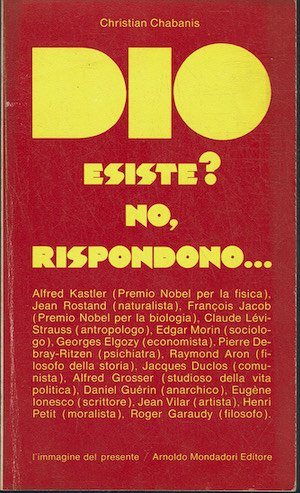 Christian Chabanis
DIO
ESISTE?
NO,
RISPONDONO...
Alfred Kastler (Premio Nobel per la fisica),
Jean Rostand (naturalista), François Jacob
(Premio Nobel per la biologia), Claude Lévi-
Strauss (antropologo), Edgar Morin (sociolo-
go), Georges Elgozy (economista), Pierre De-
bray-Ritzen (psichiatra), Raymond Aron (fi-
losofo della storia), Jacques Duclos (comu-
nista), Alfred Grosser (studioso della vita
politica), Daniel Guérin (anarchico), Eugène
Ionesco (scrittore), Jean Vilar (artista), Henri
Petit (moralista), Roger Garaudy (filosofo).
l'immagine del presente / Arnoldo Mondadori Editore